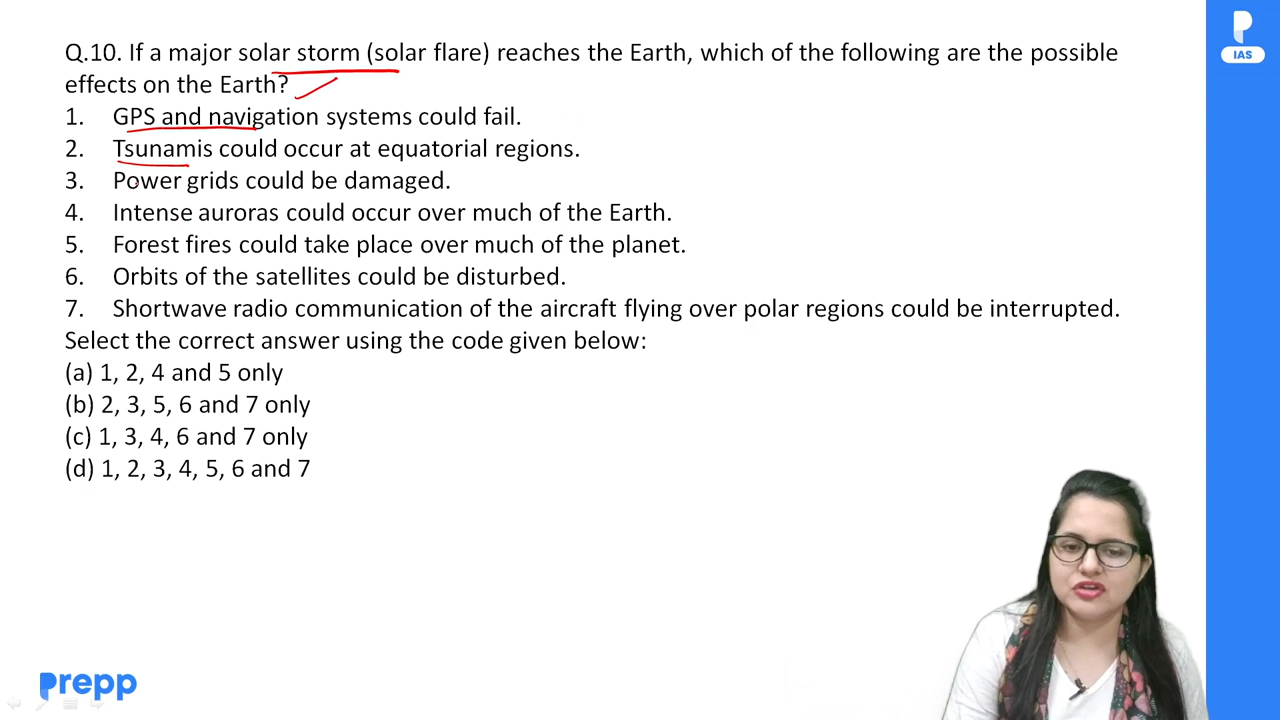 Q.10. If a major solar storm (solar flare) reaches the Earth, which of the following are the possible
effects on the Earth?
1. GPS and navigation systems could fail.
2. Tsunamis could occur at equatorial regions.
3. Power grids could be damaged.
4. Intense auroras could occur over much of the Earth.
5. Forest fires could take place over much of the planet.
6. Orbits of the satellites could be disturbed.
7. Shortwave radio communication of the aircraft flying over polar regions could be interrupted.
Select the correct answer using the code given below:
(a) 1, 2, 4 and 5 only
(b) 2, 3, 5, 6 and 7 only
(c) 1, 3, 4, 6 and 7 only
(d) 1, 2, 3, 4, 5, 6 and 7
IAS
prepp